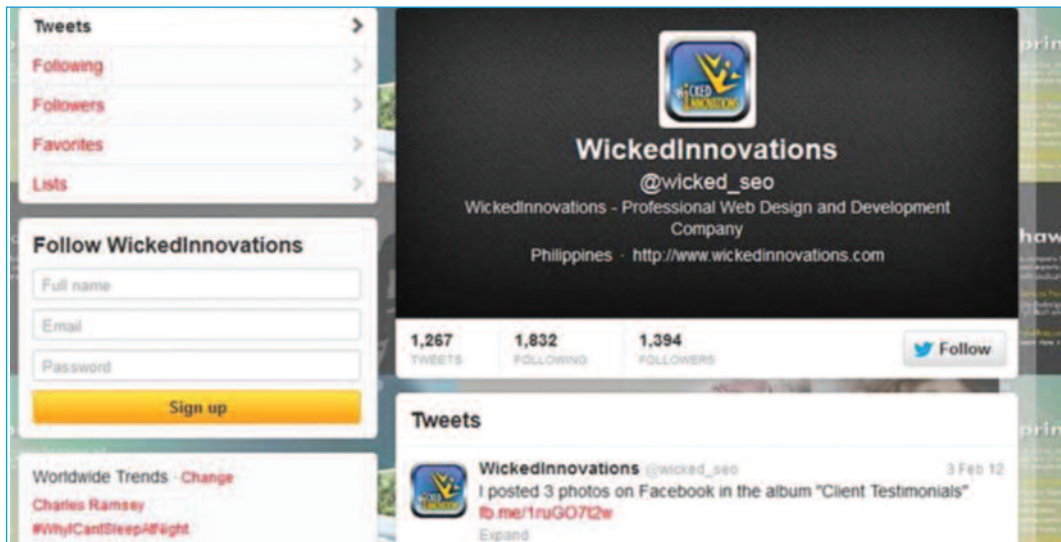 Tweets
Following
Followers
Favorites
Lists
Follow WickedInnovations
Full name
Email
Password
Sign up
Worldwide Trends · Change
Charles Ramsey
#WhyICantSleepAtNight
WICKED
INNOVATIONS
WickedInnovations
@wicked_seo
WickedInnovations - Professional Web Design and Development
Company
Philippines · http://www.wickedinnovations.com
1,267 1,832 1,394
TWEETS FOLLOWING FOLLOWERS
Follow
Tweets
WickedInnovations @wicked_seo 3 Feb 12
I posted 3 photos on Facebook in the album "Client Testimonials"
fb.me/1ruGO7t2w
Expand